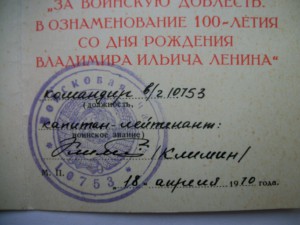 "ЗА ВОИНСКУЮ ДОБЛЕСТЬ.
В ОЗНАМЕНОВАНИЕ 100-ЛЕТИЯ
СО ДНЯ РОЖДЕНИЯ
ВЛАДИМИРА ИЛЬИЧА ЛЕНИНА"
командир в/ч 10753
(должность,
капитан-лейтенант:
воинское звание)
/Климин/
М. П.
18. апреля 1970 года.
0753